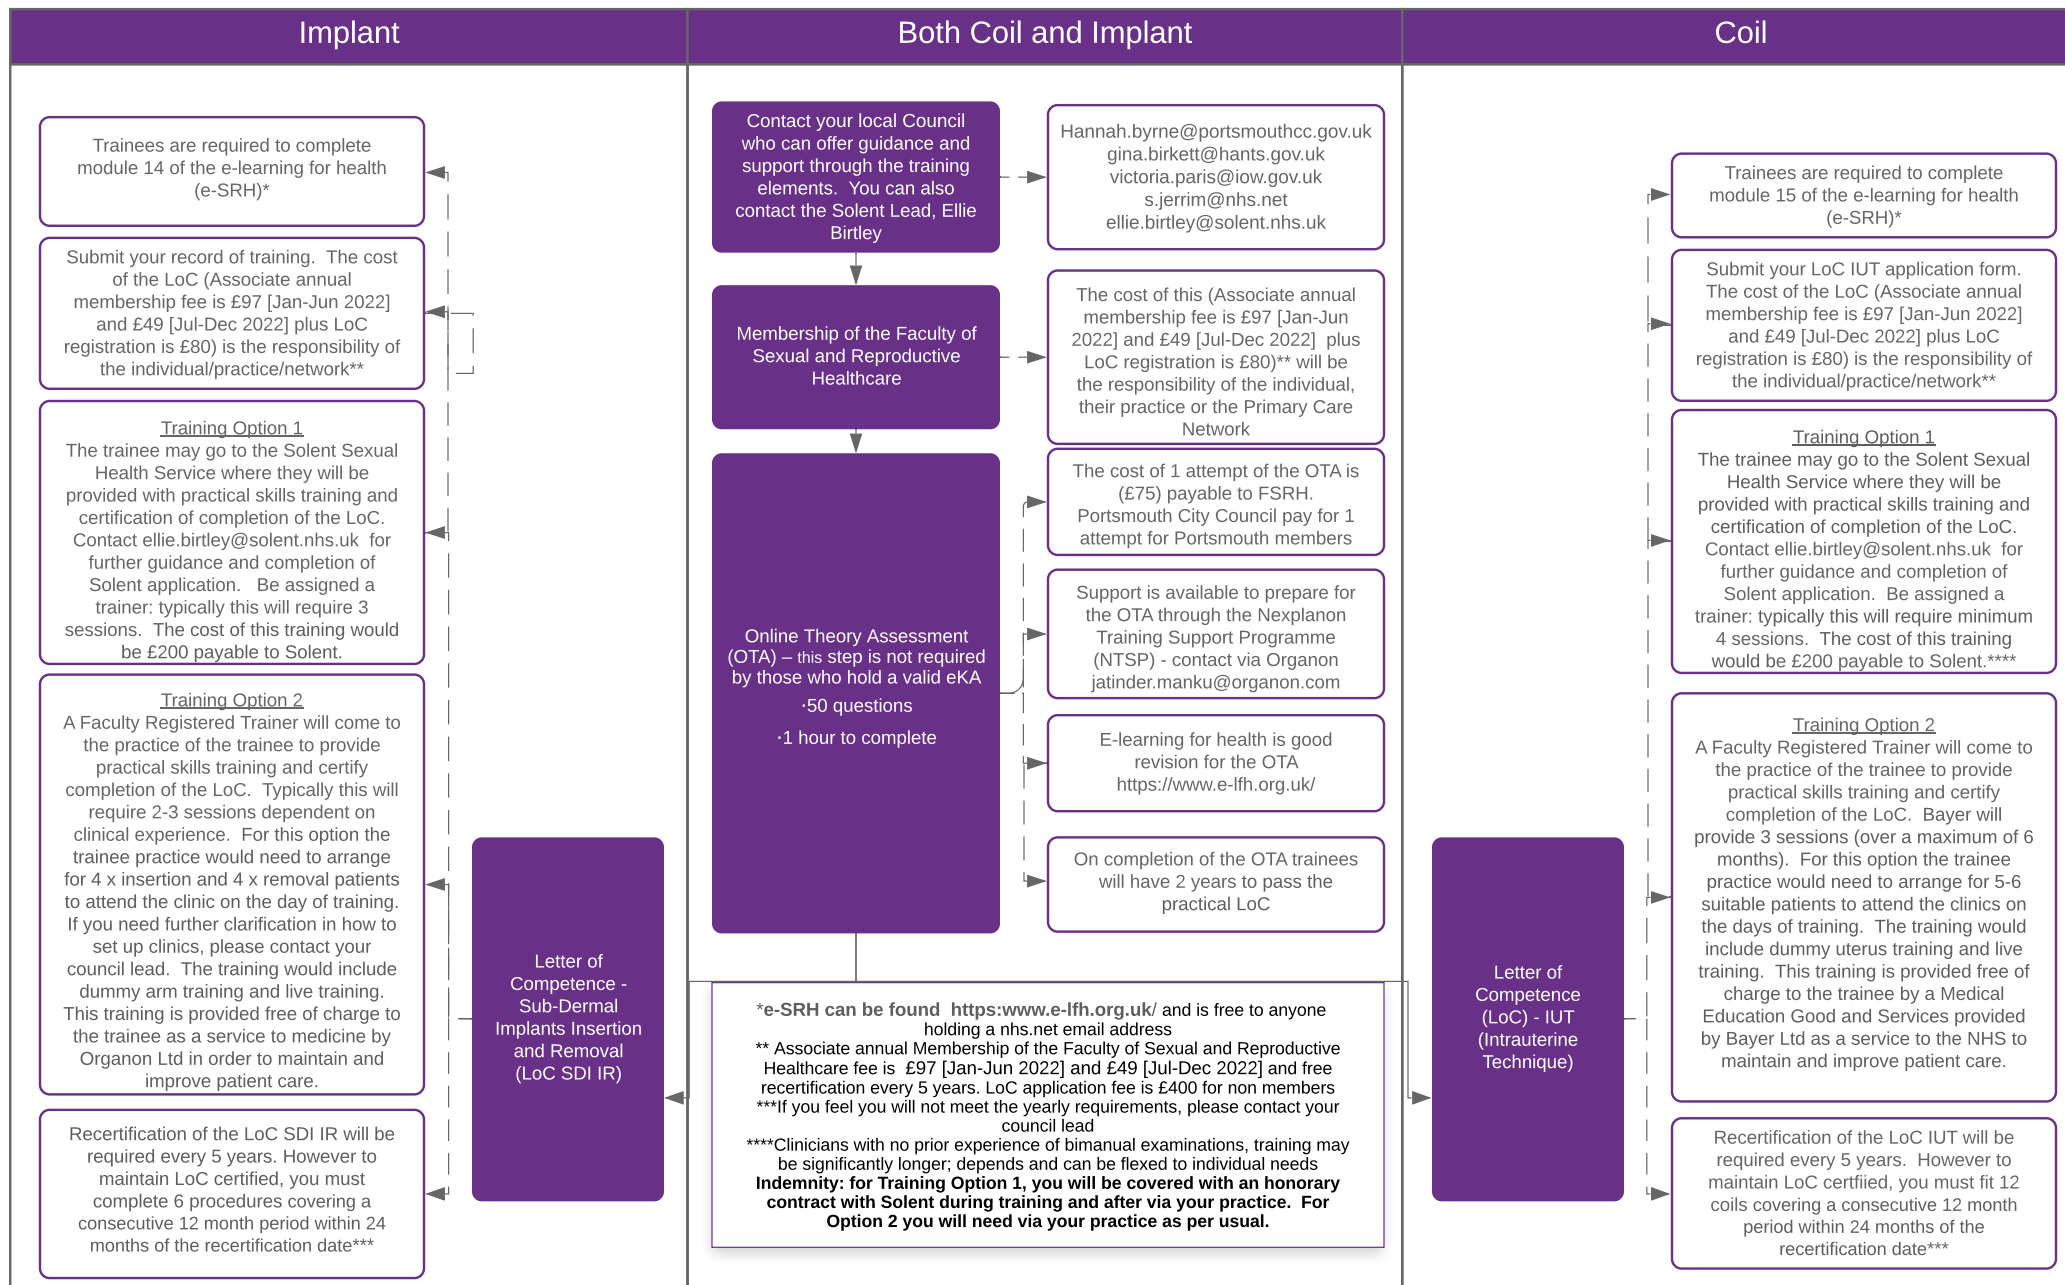 Implant
Both Coil and Implant
Coil
Trainees are required to complete
module 14 of the e-learning for health
(e-SRH)*
Submit your record of training.  The cost
of the LoC (Associate annual
membership fee is £97 [Jan-Jun 2022]
and £49 [Jul-Dec 2022] plus LoC
registration is £80) is the responsibility of
the individual/practice/network**
Training Option 1
The trainee may go to the Solent Sexual
Health Service where they will be
provided with practical skills training and
certification of completion of the LoC.
Contact ellie.birtley@solent.nhs.uk  for
further guidance and completion of
Solent application.   Be assigned a
trainer: typically this will require 3
sessions.  The cost of this training would
be £200 payable to Solent.
Training Option 2
A Faculty Registered Trainer will come to
the practice of the trainee to provide
practical skills training and certify
completion of the LoC.  Typically this will
require 2-3 sessions dependent on
clinical experience.  For this option the
trainee practice would need to arrange
for 4 x insertion and 4 x removal patients
to attend the clinic on the day of training.
If you need further clarification in how to
set up clinics, please contact your
council lead.  The training would include
dummy arm training and live training.
This training is provided free of charge to
the trainee as a service to medicine by
Organon Ltd in order to maintain and
improve patient care.
Recertification of the LoC SDI IR will be
required every 5 years. However to
maintain LoC certified, you must
complete 6 procedures covering a
consecutive 12 month period within 24
months of the recertification date***
Letter of
Competence -
Sub-Dermal
Implants Insertion
and Removal
(LoC SDI IR)
Contact your local Council
who can offer guidance and
support through the training
elements.  You can also
contact the Solent Lead, Ellie
Birtley
Hannah.byrne@portsmouthcc.gov.uk
gina.birkett@hants.gov.uk
victoria.paris@iow.gov.uk
s.jerrim@nhs.net
ellie.birtley@solent.nhs.uk
Membership of the Faculty of
Sexual and Reproductive
Healthcare
The cost of this (Associate annual
membership fee is £97 [Jan-Jun
2022] and £49 [Jul-Dec 2022]  plus
LoC registration is £80)** will be
the responsibility of the individual,
their practice or the Primary Care
Network
Online Theory Assessment
(OTA) – this step is not required
by those who hold a valid eKA
·50 questions
·1 hour to complete
The cost of 1 attempt of the OTA is
(£75) payable to FSRH.
Portsmouth City Council pay for 1
attempt for Portsmouth members
Support is available to prepare for
the OTA through the Nexplanon
Training Support Programme
(NTSP) - contact via Organon
jatinder.manku@organon.com
E-learning for health is good
revision for the OTA
https://www.e-lfh.org.uk/
On completion of the OTA trainees
will have 2 years to pass the
practical LoC
*e-SRH can be found  https:www.e-lfh.org.uk/ and is free to anyone
holding a nhs.net email address
** Associate annual Membership of the Faculty of Sexual and Reproductive
Healthcare fee is  £97 [Jan-Jun 2022] and £49 [Jul-Dec 2022] and free
recertification every 5 years. LoC application fee is £400 for non members
***If you feel you will not meet the yearly requirements, please contact your
council lead
****Clinicians with no prior experience of bimanual examinations, training may
be significantly longer; depends and can be flexed to individual needs
Indemnity: for Training Option 1, you will be covered with an honorary
contract with Solent during training and after via your practice.  For
Option 2 you will need via your practice as per usual.
Letter of
Competence
(LoC) - IUT
(Intrauterine
Technique)
Trainees are required to complete
module 15 of the e-learning for health
(e-SRH)*
Submit your LoC IUT application form.
The cost of the LoC (Associate annual
membership fee is £97 [Jan-Jun 2022]
and £49 [Jul-Dec 2022] plus LoC
registration is £80) is the responsibility of
the individual/practice/network**
Training Option 1
The trainee may go to the Solent Sexual
Health Service where they will be
provided with practical skills training and
certification of completion of the LoC.
Contact ellie.birtley@solent.nhs.uk  for
further guidance and completion of
Solent application.  Be assigned a
trainer: typically this will require minimum
4 sessions.  The cost of this training
would be £200 payable to Solent.****
Training Option 2
A Faculty Registered Trainer will come to
the practice of the trainee to provide
practical skills training and certify
completion of the LoC.  Bayer will
provide 3 sessions (over a maximum of 6
months).  For this option the trainee
practice would need to arrange for 5-6
suitable patients to attend the clinics on
the days of training.  The training would
include dummy uterus training and live
training.  This training is provided free of
charge to the trainee by a Medical
Education Good and Services provided
by Bayer Ltd as a service to the NHS to
maintain and improve patient care.
Recertification of the LoC IUT will be
required every 5 years.  However to
maintain LoC certfiied, you must fit 12
coils covering a consecutive 12 month
period within 24 months of the
recertification date***